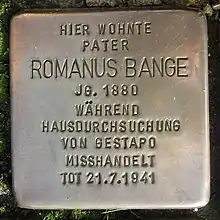 HIER WOHNTE
PATER
ROMANUS BANGE
JG. 1880
WÄHREND
HAUSDURCHSUCHUNG
VON GESTAPO
MISSHANDELT
TOT 21.7.1941